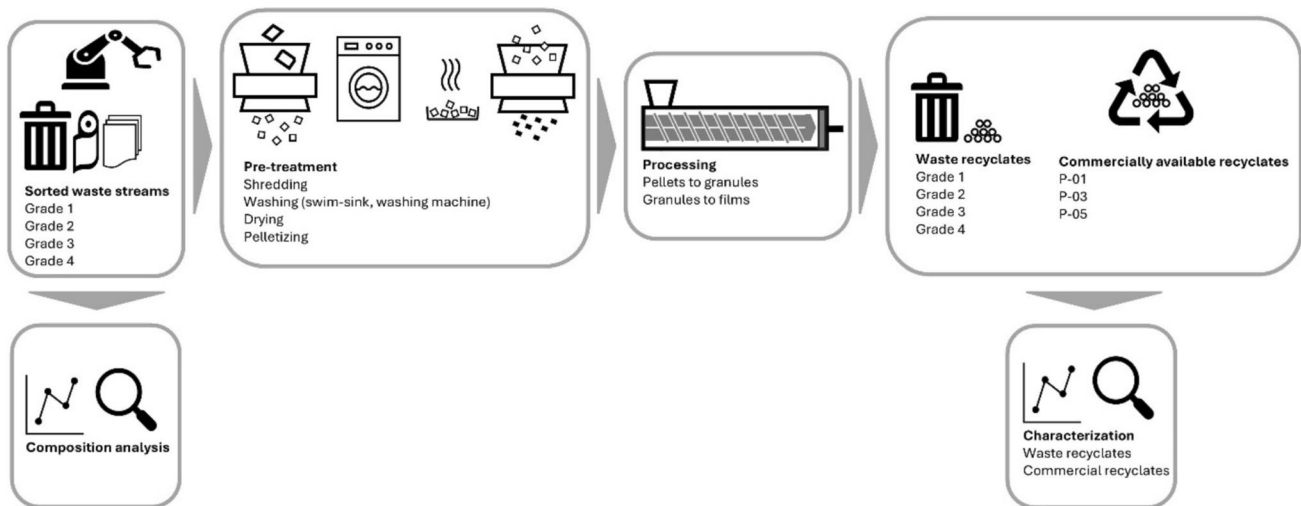 Sorted waste streams
Grade 1
Grade 2
Grade 3
Grade 4
Pre-treatment
Shredding
Washing (swim-sink, washing machine)
Drying
Pelletizing
Processing
Pellets to granules
Granules to films
Waste recyclates
Grade 1
Grade 2
Grade 3
Grade 4
Commercially available recyclates
P-01
P-03
P-05
Composition analysis
Characterization
Waste recyclates
Commercial recyclates